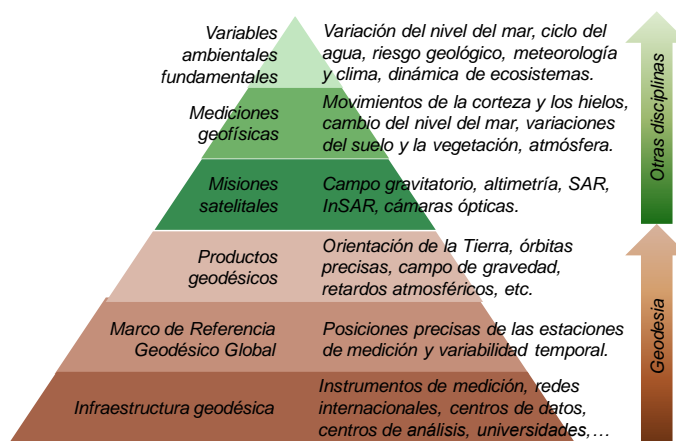 Variables
ambientales
fundamentales
Variación del nivel del mar, ciclo del
agua, riesgo geológico, meteorología
y clima, dinámica de ecosistemas.
Mediciones
geofísicas
Movimientos de la corteza y los hielos,
cambio del nivel del mar, variaciones
del suelo y la vegetación, atmósfera.
Misiones
satelitales
Campo gravitatorio, altimetría, SAR,
InSAR, cámaras ópticas.
Productos
geodésicos
Orientación de la Tierra, órbitas
precisas, campo de gravedad,
retardos atmosféricos, etc.
Marco de Referencia
Geodésico Global
Posiciones precisas de las estaciones
de medición y variabilidad temporal.
Infraestructura geodésica
Instrumentos de medición, redes
internacionales, centros de datos,
centros de análisis, universidades,...
Otras disciplinas
Geodesia